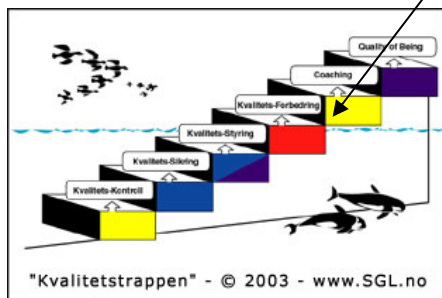 Quality of Being
Coaching
Kvalitets-Forbedring
Kvalitets-Styring
Kvalitets-Sikring
Kvalitets-Kontroll
"Kvalitetstrappen" - © 2003 - www.SGL.no